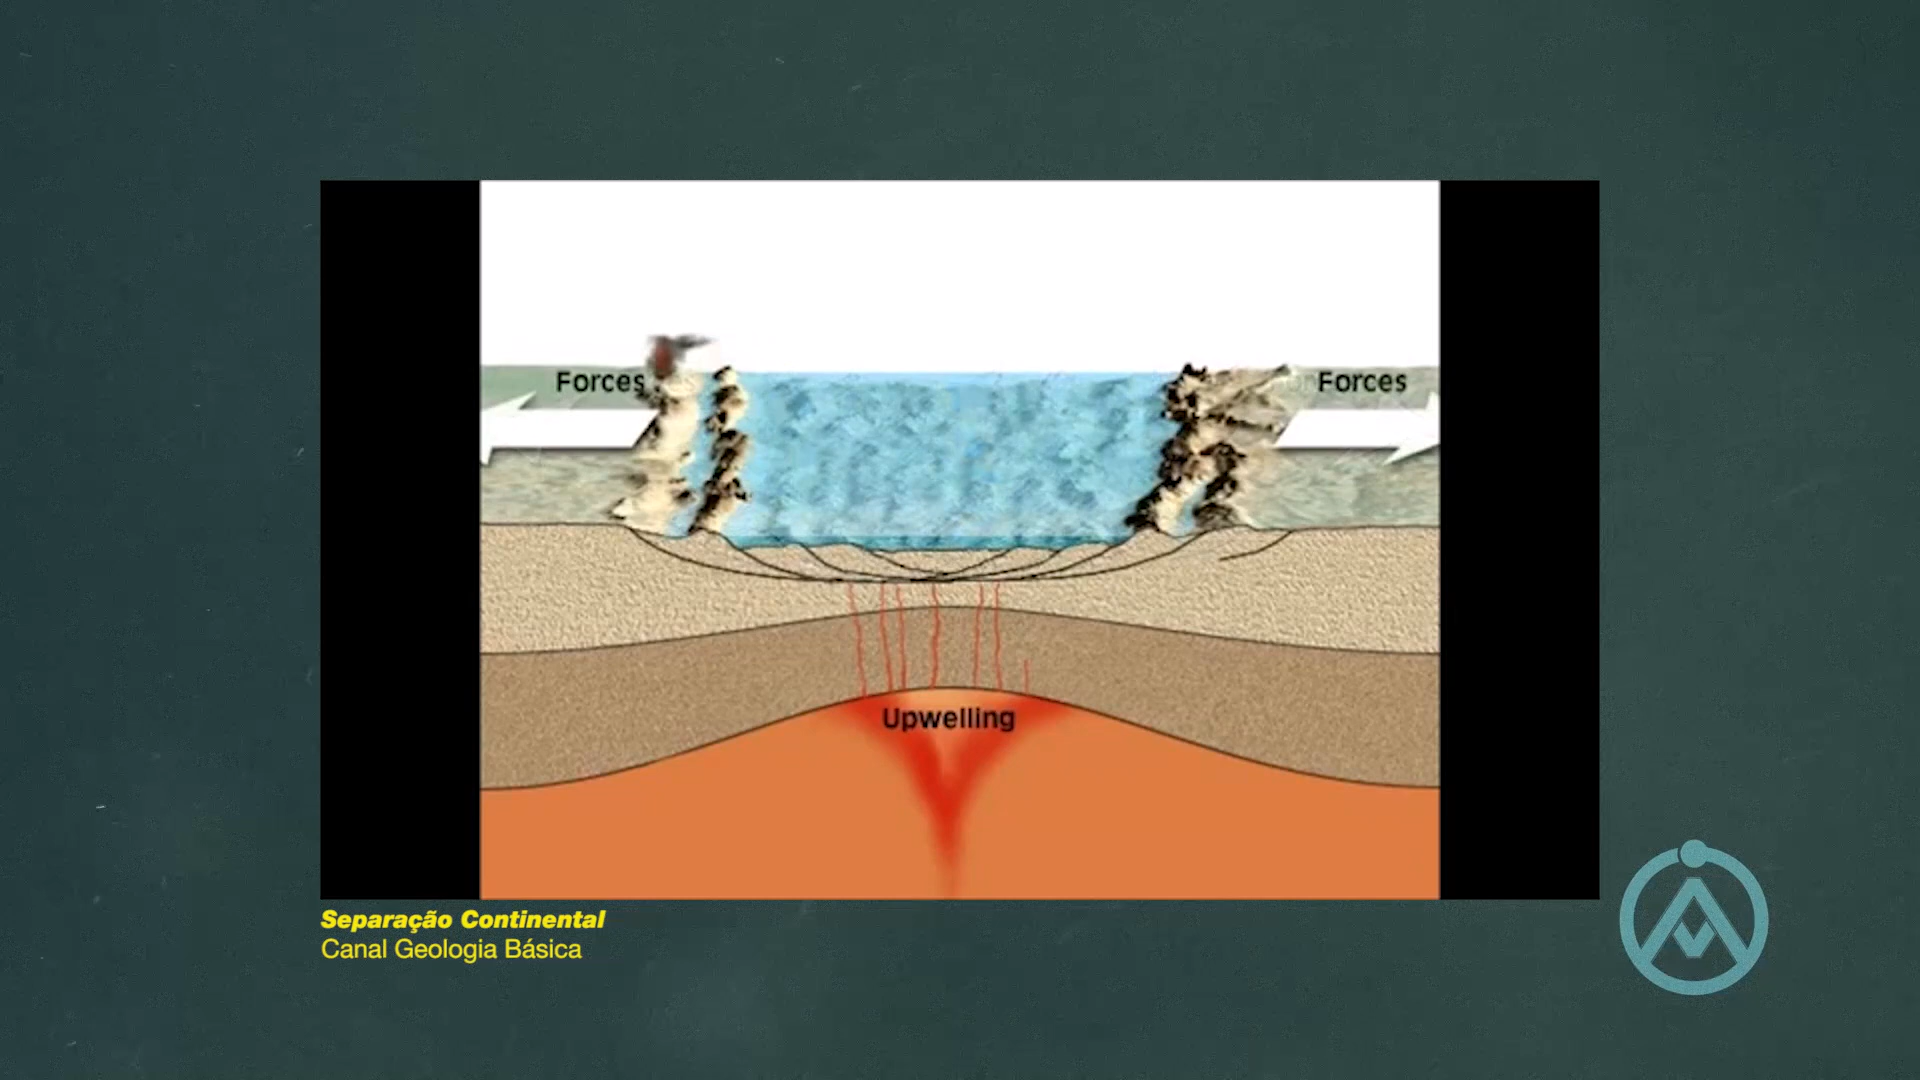 Forces
Forces
Upwelling
Separação Continental
Canal Geologia Básica